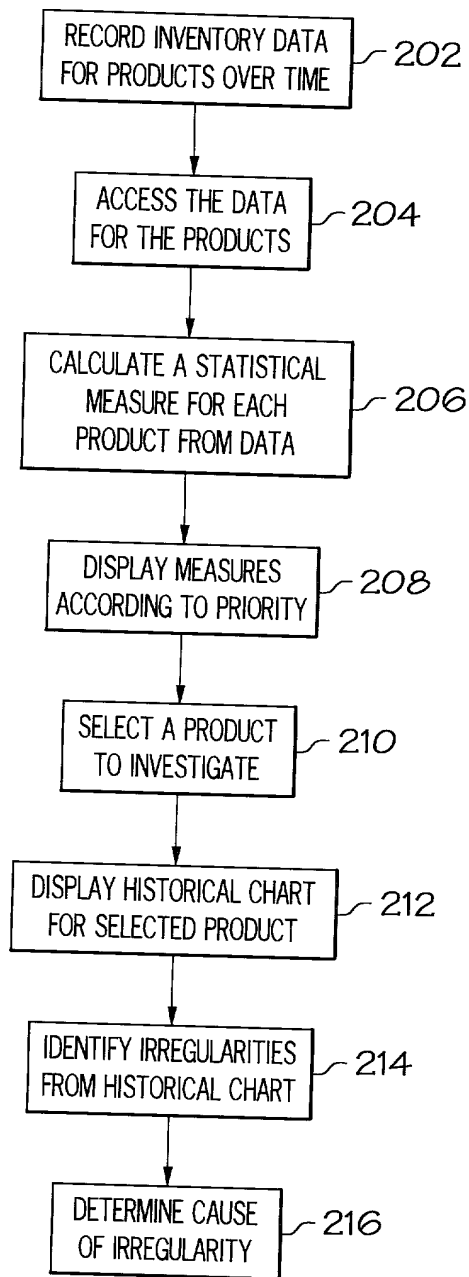 RECORD INVENTORY DATA
FOR PRODUCTS OVER TIME
202
ACCESS THE DATA
FOR THE PRODUCTS
204
CALCULATE A STATISTICAL
MEASURE FOR EACH
PRODUCT FROM DATA
206
DISPLAY MEASURES
ACCORDING TO PRIORITY
208
SELECT A PRODUCT
TO INVESTIGATE
210
DISPLAY HISTORICAL CHART
FOR SELECTED PRODUCT
212
IDENTIFY IRREGULARITIES
FROM HISTORICAL CHART
214
DETERMINE CAUSE
OF IRREGULARITY
216